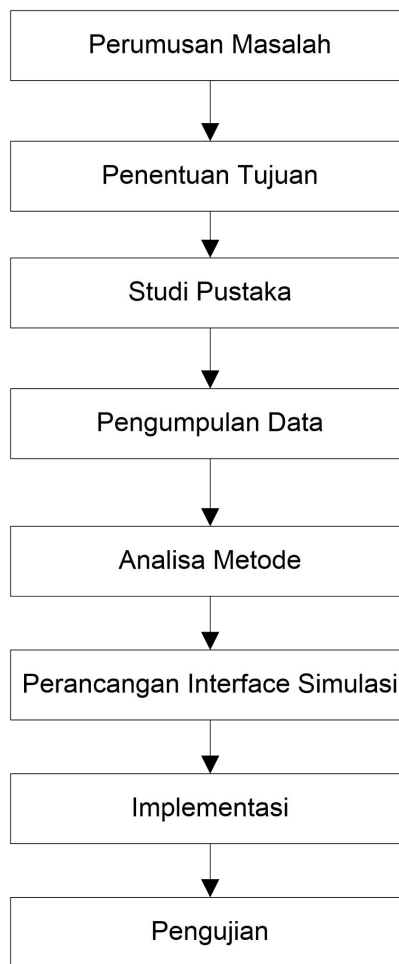 Perumusan Masalah
Penentuan Tujuan
Studi Pustaka
Pengumpulan Data
Analisa Metode
Perancangan Interface Simulasi
Implementasi
Pengujian